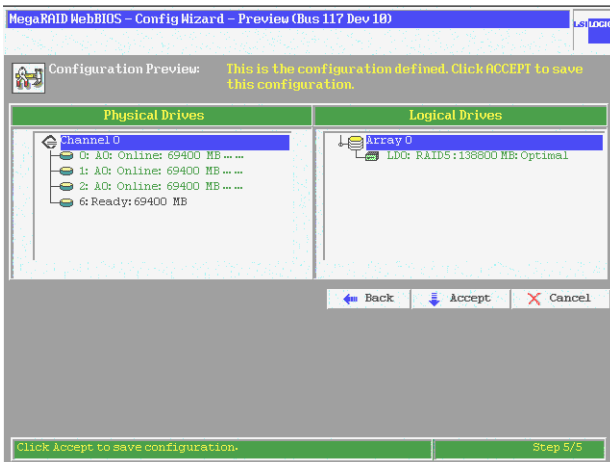 MegaRAID WebBIOS - Config Wizard - Preview (Bus 117 Dev 10)
LSI LOGIC
Configuration Preview: This is the configuration defined. Click ACCEPT to save
this configuration.
Physical Drives
Channel 0
0: A0: Online: 69400 MB ... ...
1: A0: Online: 69400 MB ... ...
2: A0: Online: 69400 MB ... ...
6: Ready: 69400 MB
Logical Drives
Array 0
LD0: RAID5: 138800 MB: Optimal
Back
Accept
Cancel
Click Accept to save configuration.
Step 5/5